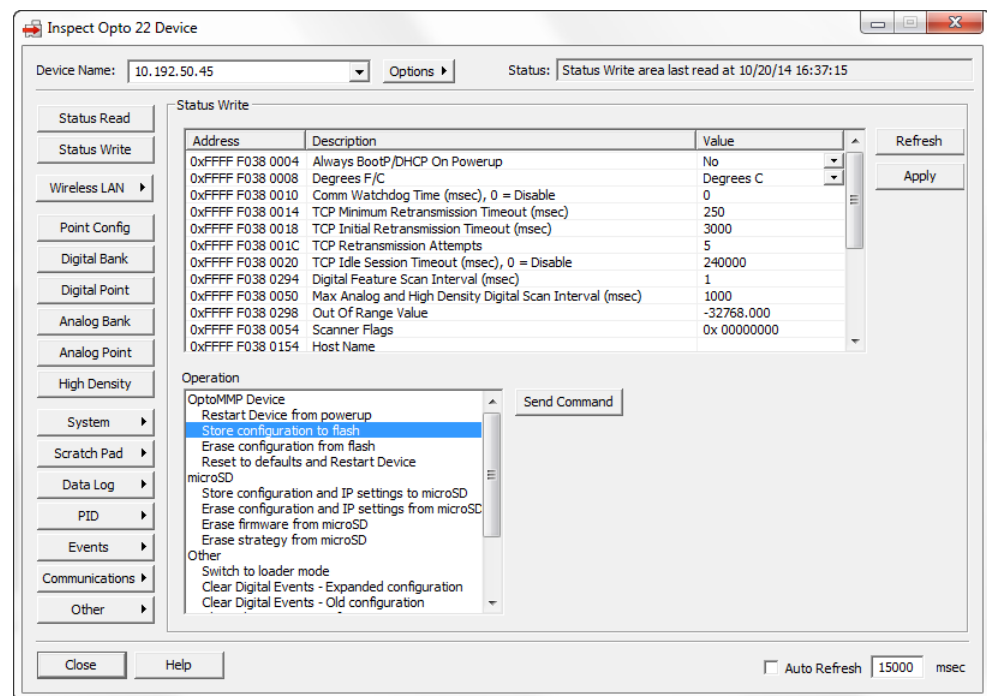 Inspect Opto 22 Device
Device Name: 10.192.50.45 Options Status: Status Write area last read at 10/20/14 16:37:15
Status Read
Status Write
Wireless LAN
Point Config
Digital Bank
Digital Point
Analog Bank
Analog Point
High Density
System
Scratch Pad
Data Log
PID
Events
Communications
Other
Status Write
Address Description Value
0xFFFF F038 0004 Always BootP/DHCP On Powerup No
0xFFFF F038 0008 Degrees F/C Degrees C
0xFFFF F038 0010 Comm Watchdog Time (msec), 0 = Disable 0
0xFFFF F038 0014 TCP Minimum Retransmission Timeout (msec) 250
0xFFFF F038 0018 TCP Initial Retransmission Timeout (msec) 3000
0xFFFF F038 001C TCP Retransmission Attempts 5
0xFFFF F038 0020 TCP Idle Session Timeout (msec), 0 = Disable 240000
0xFFFF F038 0294 Digital Feature Scan Interval (msec) 1
0xFFFF F038 0050 Max Analog and High Density Digital Scan Interval (msec) 1000
0xFFFF F038 0298 Out Of Range Value -32768.000
0xFFFF F038 0054 Scanner Flags 0x 00000000
0xFFFF F038 0154 Host Name
Refresh
Apply
Operation
OptoMMP Device
Restart Device from powerup
Store configuration to flash
Erase configuration from flash
Reset to defaults and Restart Device
microSD
Store configuration and IP settings to microSD
Erase configuration and IP settings from microSD
Erase firmware from microSD
Erase strategy from microSD
Other
Switch to loader mode
Clear Digital Events - Expanded configuration
Clear Digital Events - Old configuration
Send Command
Close Help Auto Refresh 15000 msec